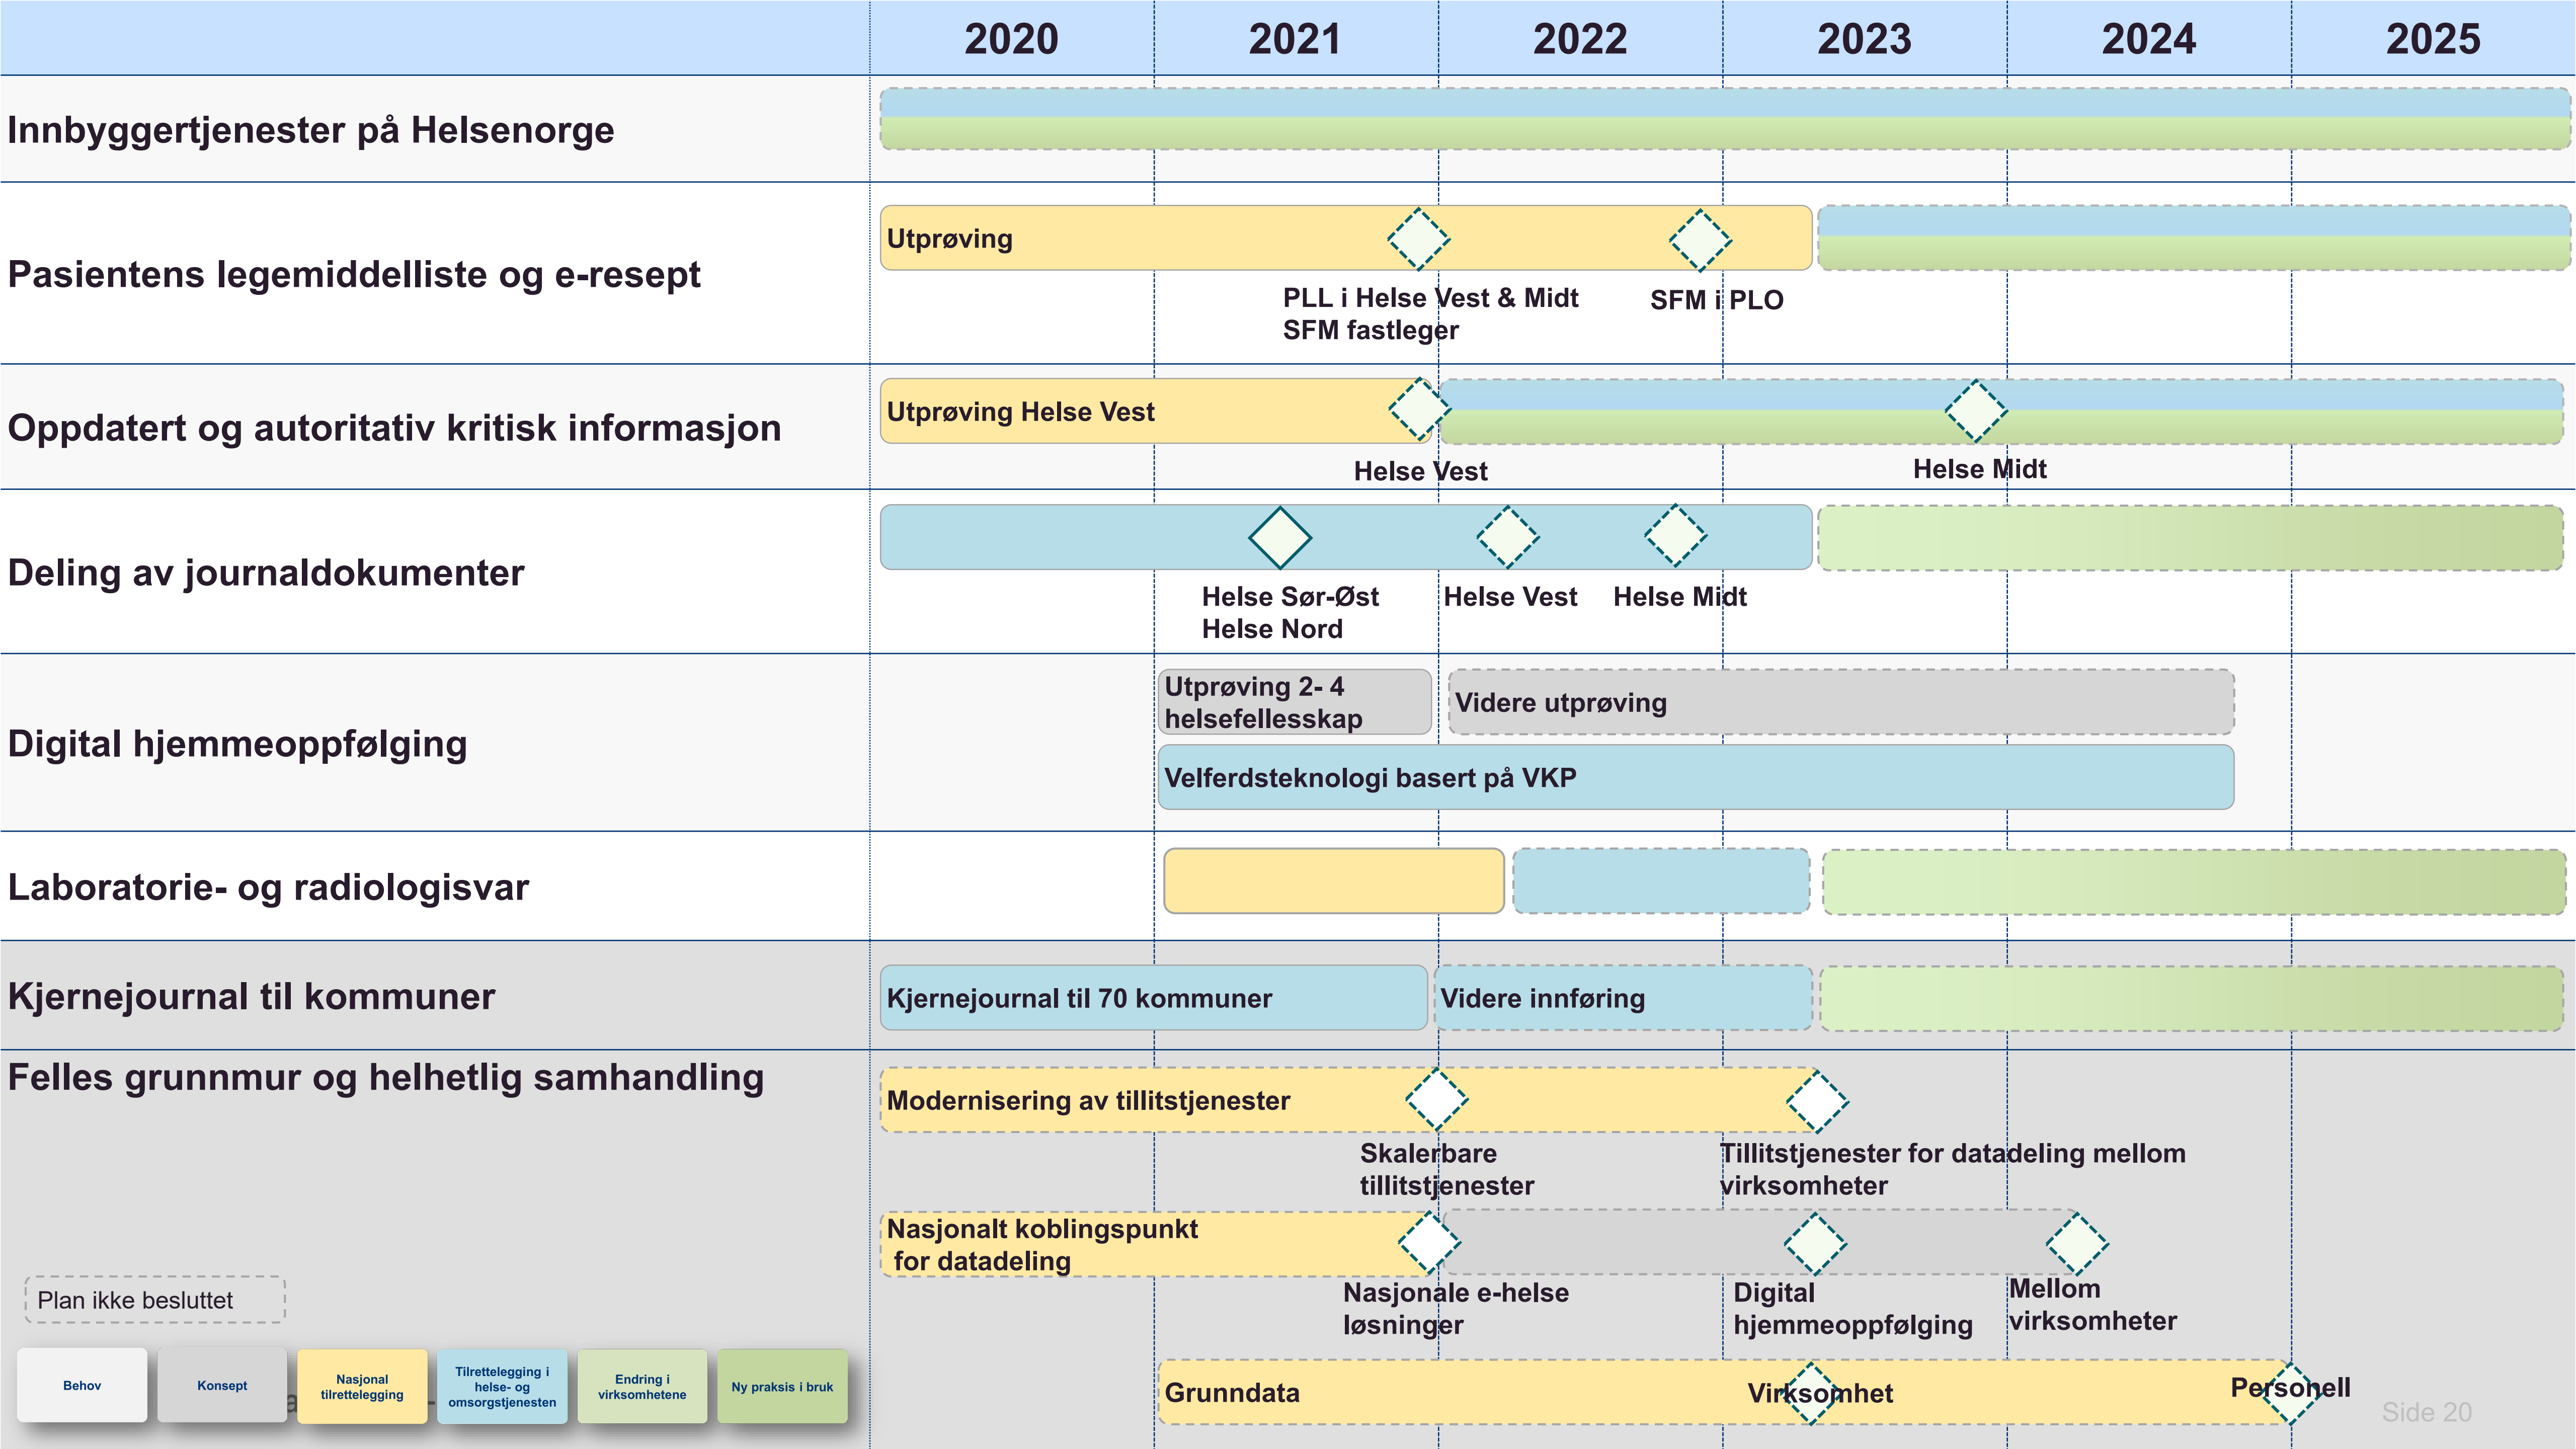 2020 2021 2022 2023 2024 2025
Innbyggertjenester på Helsenorge
Pasientens legemiddelliste og e-resept
Utprøving
PLL i Helse Vest & Midt
SFM fastleger
SFM i PLO
Oppdatert og autoritativ kritisk informasjon
Utprøving Helse Vest
Helse Vest
Helse Midt
Deling av journaldokumenter
Helse Sør-Øst
Helse Nord
Helse Vest
Helse Midt
Digital hjemmeoppfølging
Utprøving 2- 4
helsefellesskap
Videre utprøving
Velferdsteknologi basert på VKP
Laboratorie- og radiologisvar
Kjernejournal til kommuner
Kjernejournal til 70 kommuner
Videre innføring
Felles grunnmur og helhetlig samhandling
Modernisering av tillitstjenester
Skalerbare
tillitstjenester
Tillitstjenester for datadeling mellom
virksomheter
Nasjonalt koblingspunkt
for datadeling
Nasjonale e-helse
løsninger
Digital
hjemmeoppfølging
Mellom
virksomheter
Grunndata
Virksomhet
Personell
Plan ikke besluttet
Behov
Konsept
Nasjonal
tilrettelegging
Tilrettelegging i
helse- og
omsorgstjenesten
Endring i
virksomhetene
Ny praksis i bruk
Side 20